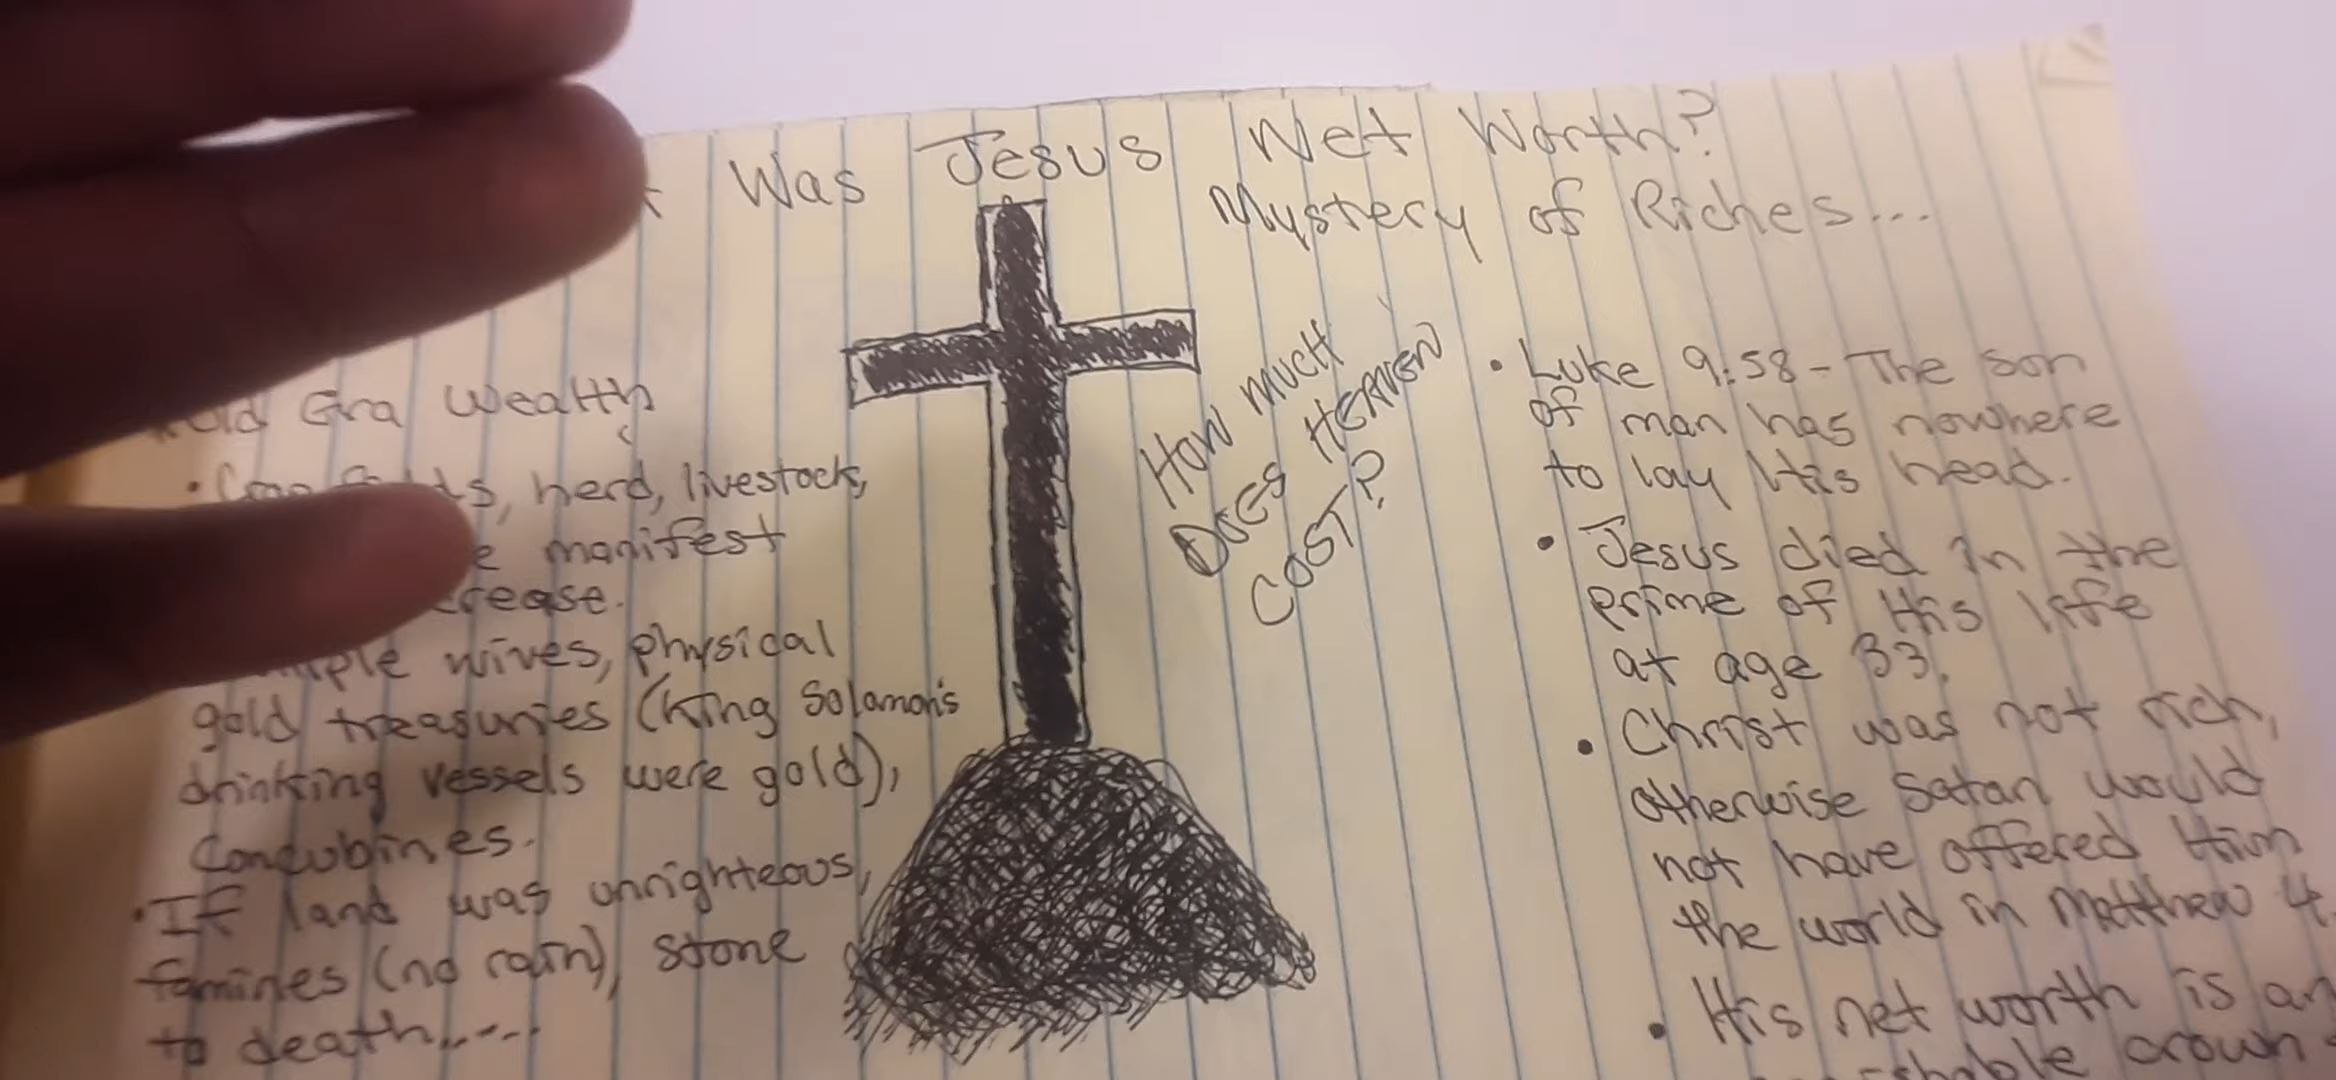 Was Jesus Net Worth?
Mystery of Riches...
Era Wealth
herd, livestock,
manifest
wives, physical
gold treasuries (King Solamon's
drinking vessels were gold),
Concubines.
• If land was unrighteous,
famines (no rain), stone
to death......
HOW MUCH
DOES HEAVEN
COST?
• Luke 9:58 - The son
of man has nowhere
to lay His head.
• Jesus died in the
prime of His life
at age 33.
• Christ was not rich,
otherwise Satan would
not have offered Him
the world in Matthew 4.
• His net worth is an
crown